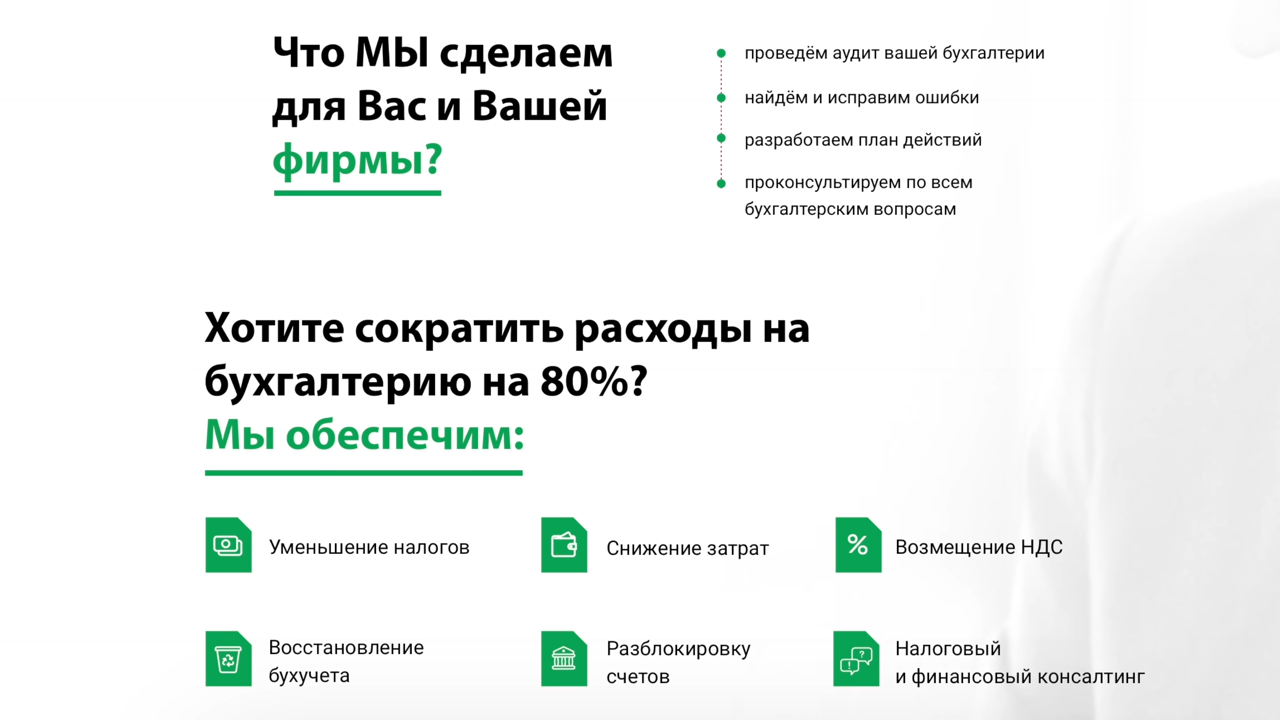 Что МЫ сделаем
для Вас и Вашей
фирмы?
проведём аудит вашей бухгалтерии
найдём и исправим ошибки
разработаем план действий
проконсультируем по всем
бухгалтерским вопросам
Хотите сократить расходы на
бухгалтерию на 80%?
Мы обеспечим:
Уменьшение налогов
Снижение затрат
Возмещение НДС
Восстановление
бухучета
Разблокировку
счетов
Налоговый
и финансовый консалтинг